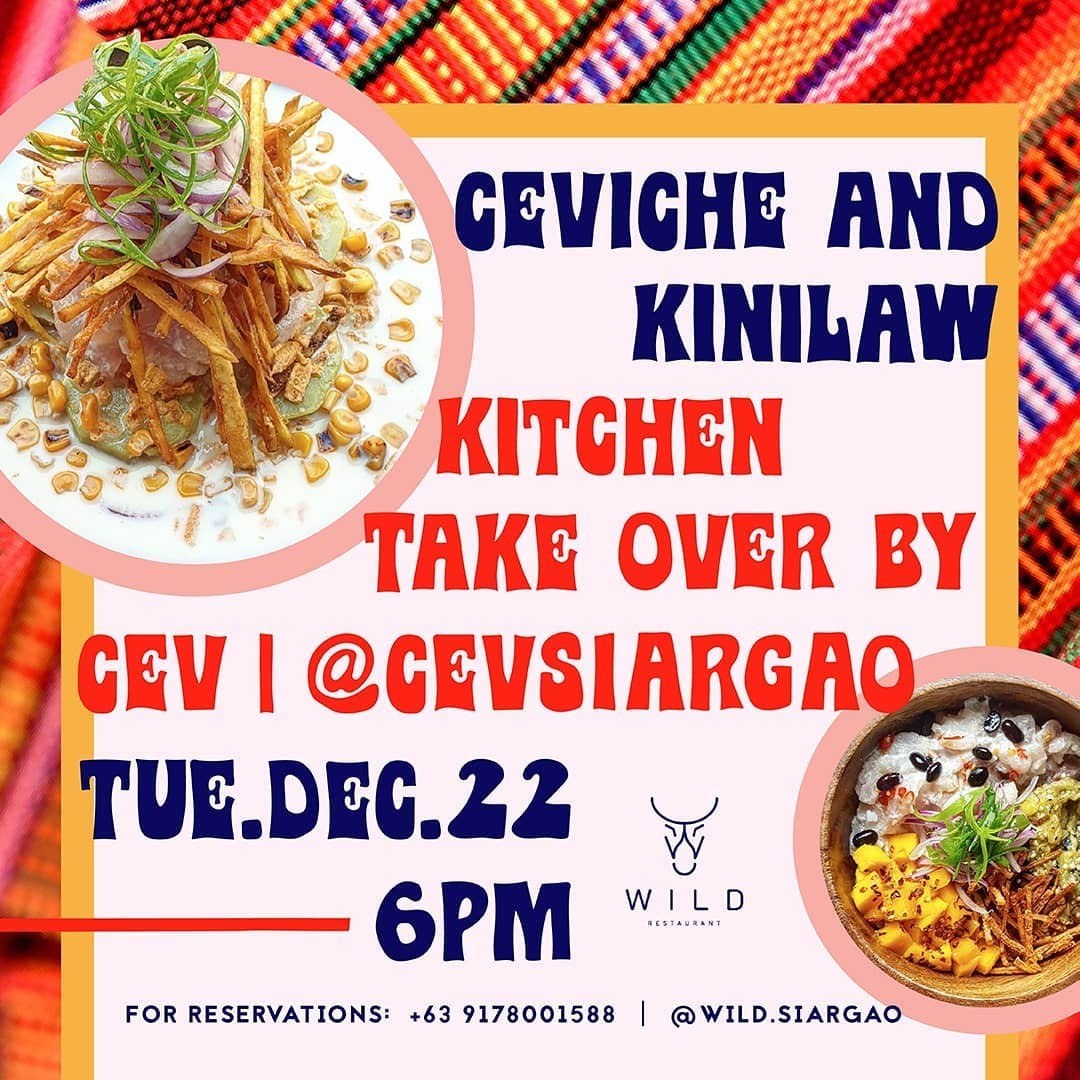 CEVICHE AND
KINILAW
KITCHEN
TAKE OVER BY
CEV | @CEVSIARGAO
TUE.DEC.22
6PM
WILD
RESTAURANT
FOR RESERVATIONS: +63 9178001588 | @WILD.SIARGAO